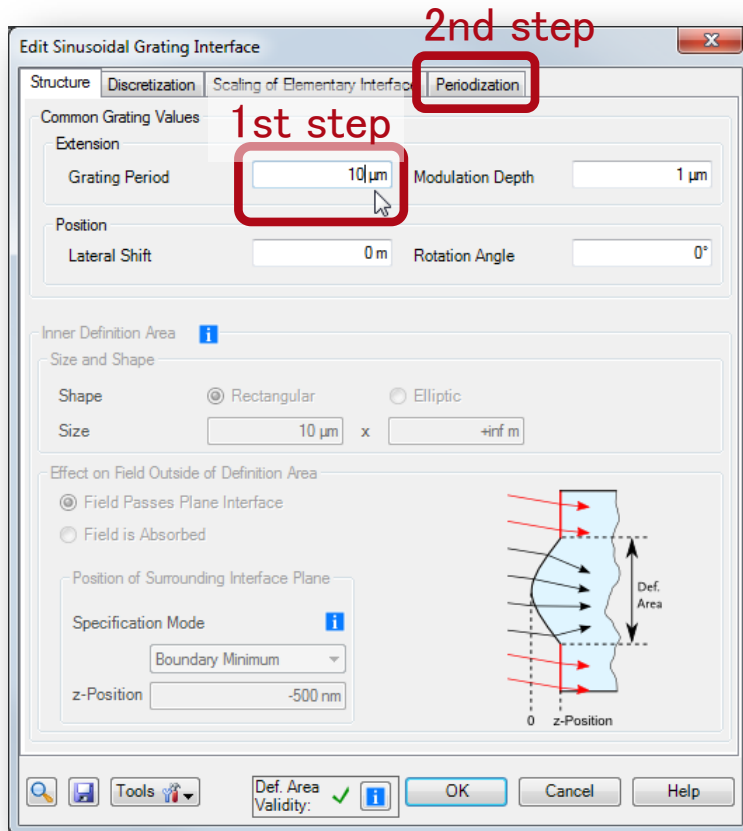 2nd step
Edit Sinusoidal Grating Interface
Structure Discretization Scaling of Elementary Interface Periodization
Common Grating Values
1st step
Extension
Grating Period 10 µm Modulation Depth 1 µm
Position
Lateral Shift 0 m Rotation Angle 0°
Inner Definition Area i
Size and Shape
Shape Rectangular Elliptic
Size 10 µm x +inf m
Effect on Field Outside of Definition Area
Field Passes Plane Interface
Field is Absorbed
Position of Surrounding Interface Plane
Specification Mode i
Boundary Minimum
z-Position -500 nm
Def.
Area
0 z-Position
Tools Def. Area
Validity: i OK Cancel Help